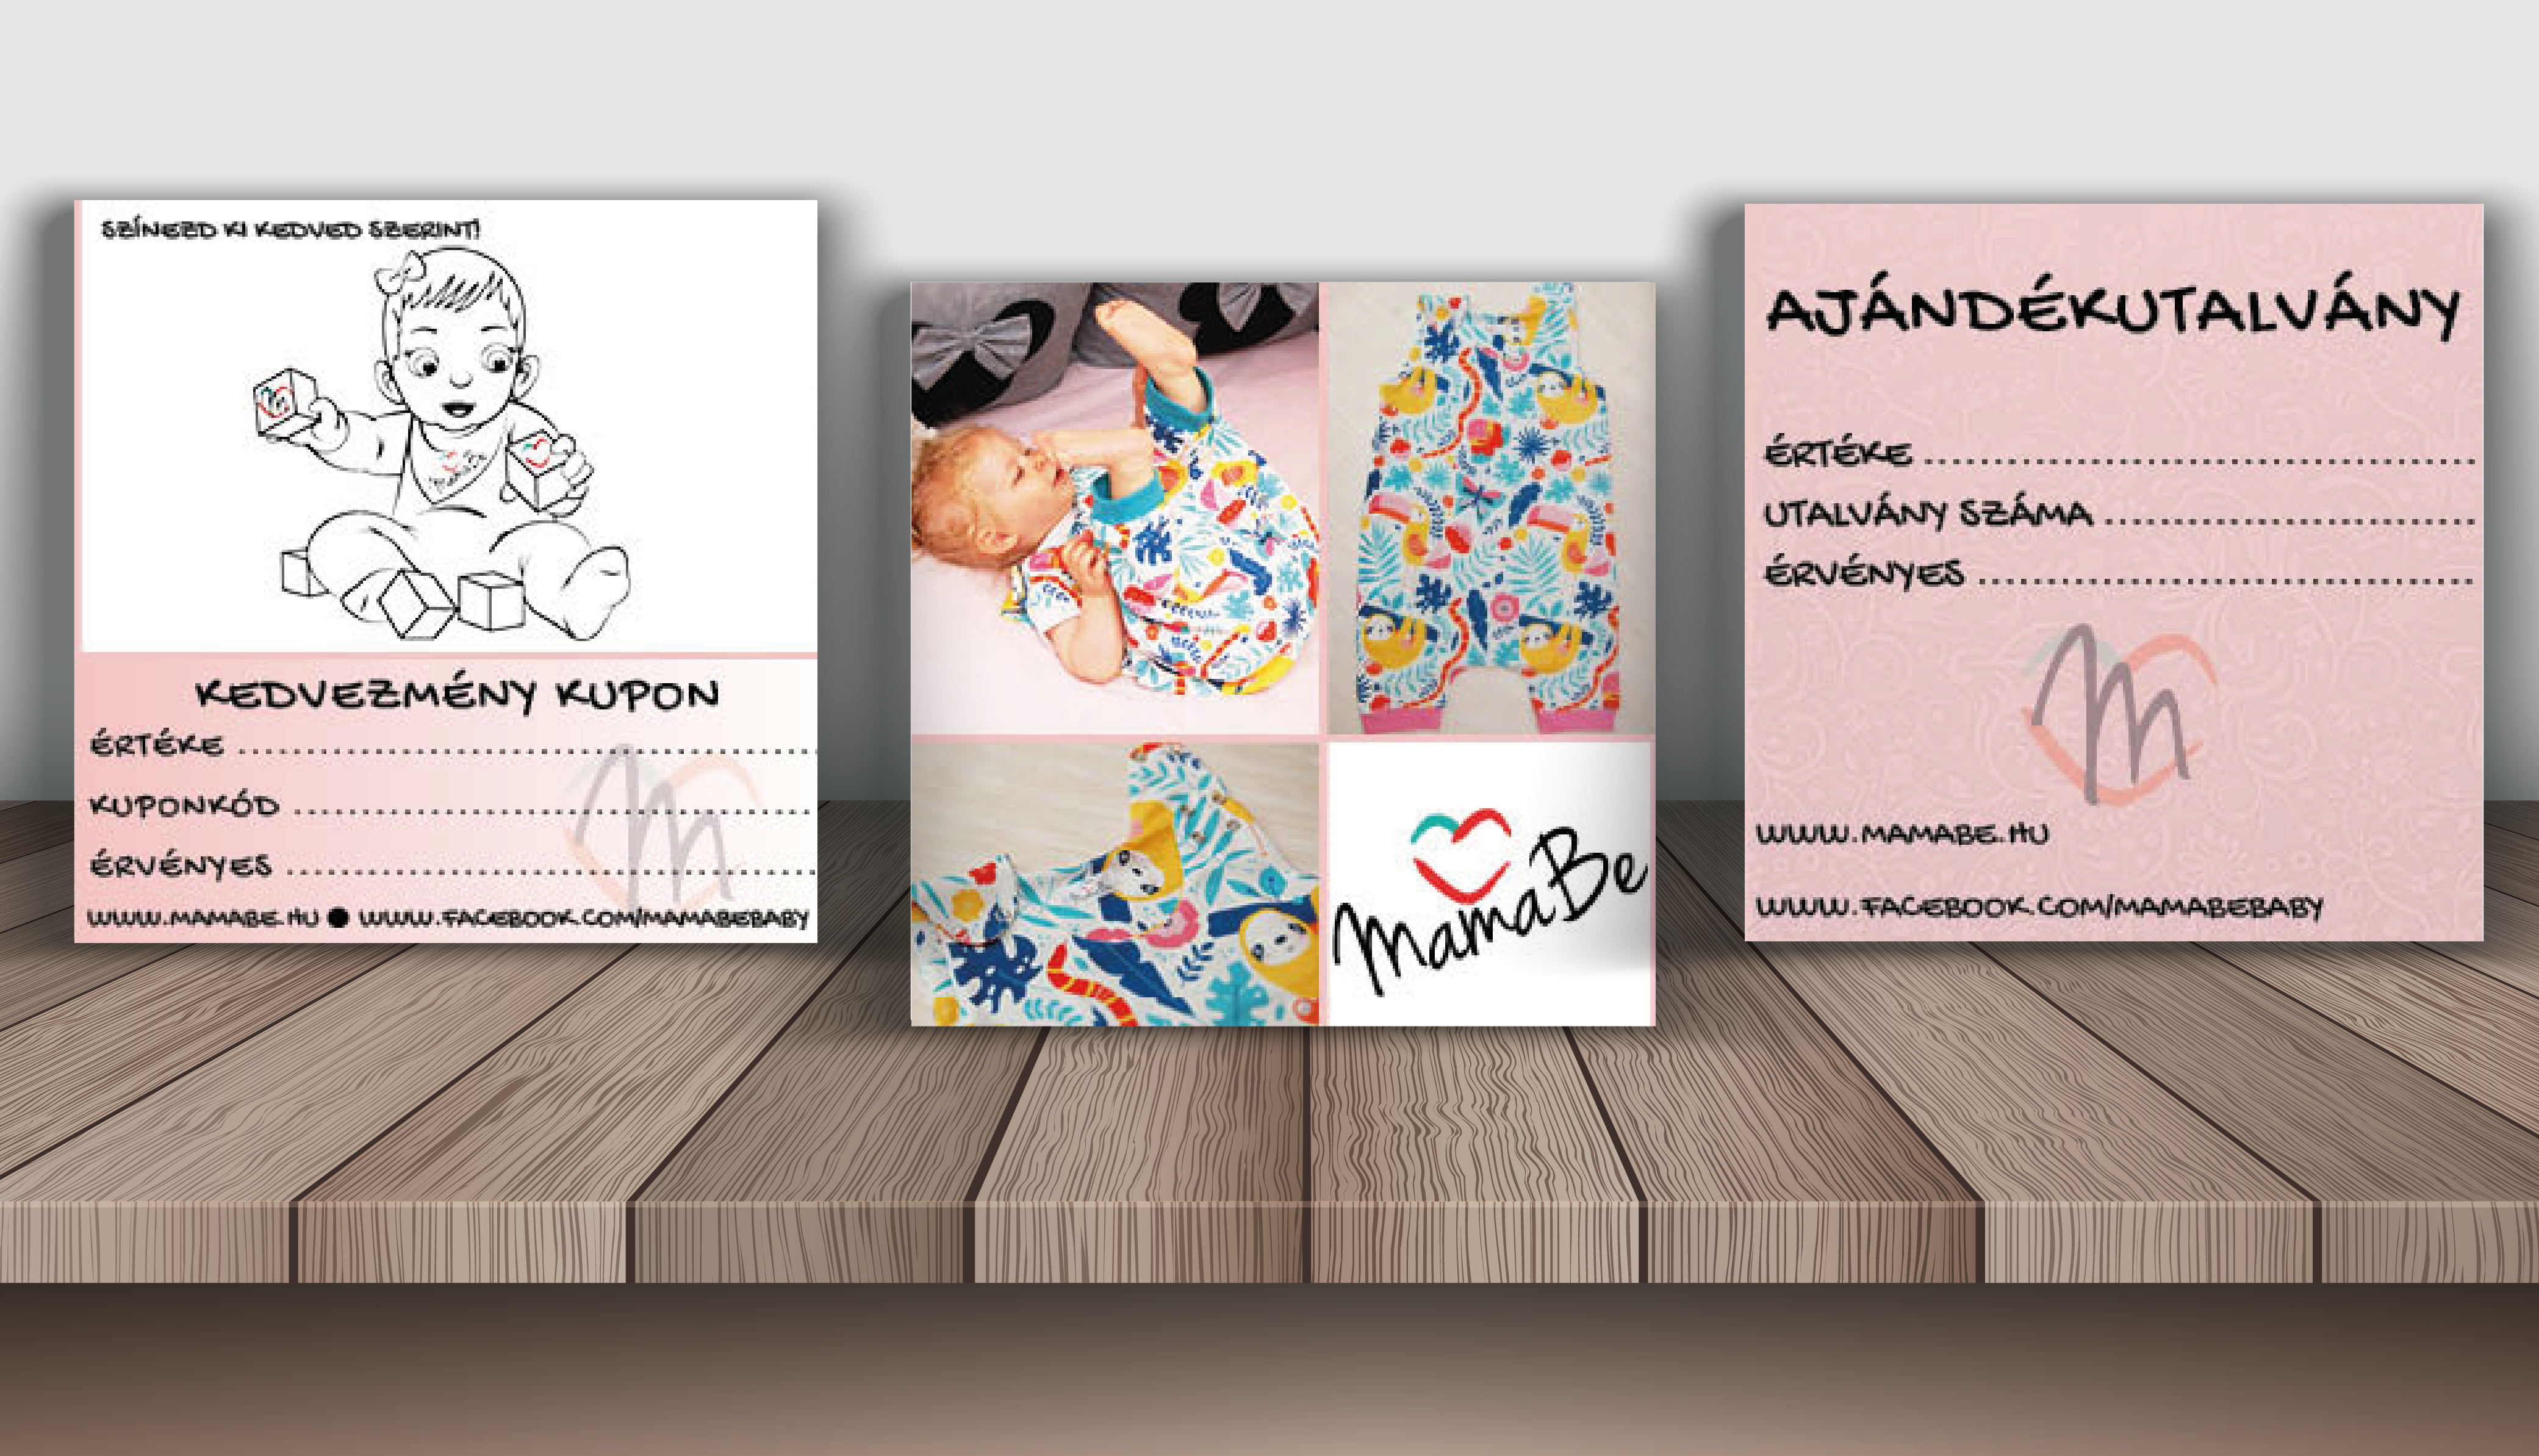 SZÍNEZD KI KEDVED SZERINT!
MamaBe
KEDVEZMÉNY KUPON
ÉRTÉKE ........................................
KUPONKÓD ........................................
ÉRVÉNYES ........................................
WWW.MAMABE.HU ● WWW.FACEBOOK.COM/MAMABEBABY
MamaBe
AJÁNDÉKUTALVÁNY
ÉRTÉKE ........................................
UTALVÁNY SZÁMA ........................................
ÉRVÉNYES ........................................
m
WWW.MAMABE.HU
WWW.FACEBOOK.COM/MAMABEBABY